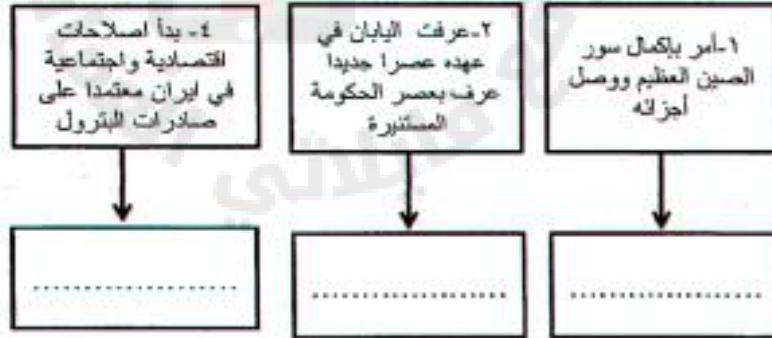 ١- أمر بإكمال سور
الصين العظيم ووصل
أجزائه
٢- عرفت اليابان في
عهده عصرا جديدا
عرف بعصر الحكومة
المستنيرة
٤- بدأ اصلاحات
اقتصادية واجتماعية
في ايران معتمدا على
صادرات البترول
........................
........................
........................